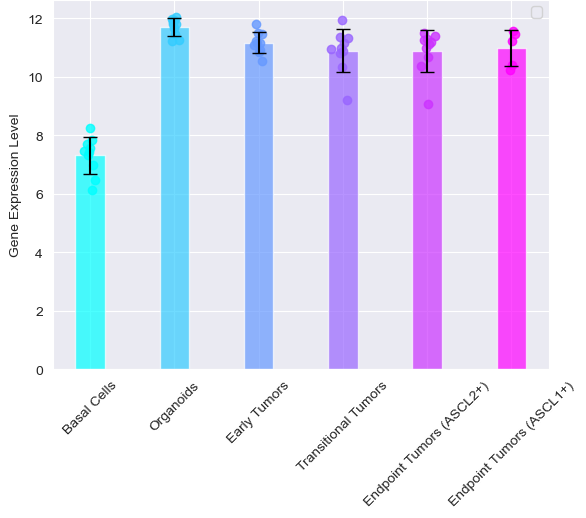 Gene Expression Level
12
10
8
6
4
2
0
Basal Cells
Organoids
Early Tumors
Transitional Tumors
Endpoint Tumors (ASCL2+)
Endpoint Tumors (ASCL1+)